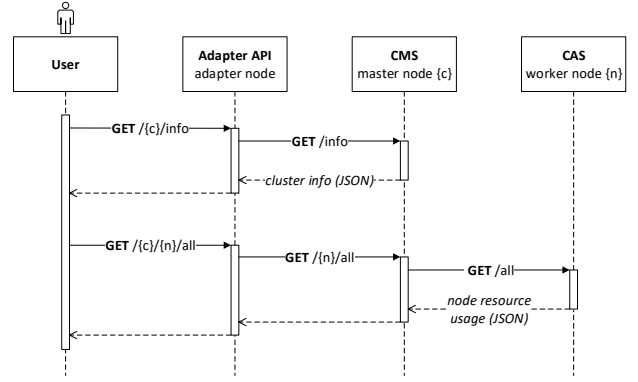 User
Adapter API
adapter node
CMS
master node {c}
CAS
worker node {n}
GET /{c}/info
GET /info
cluster info (JSON)
GET /{c}/{n}/all
GET /{n}/all
GET /all
node resource
usage (JSON)